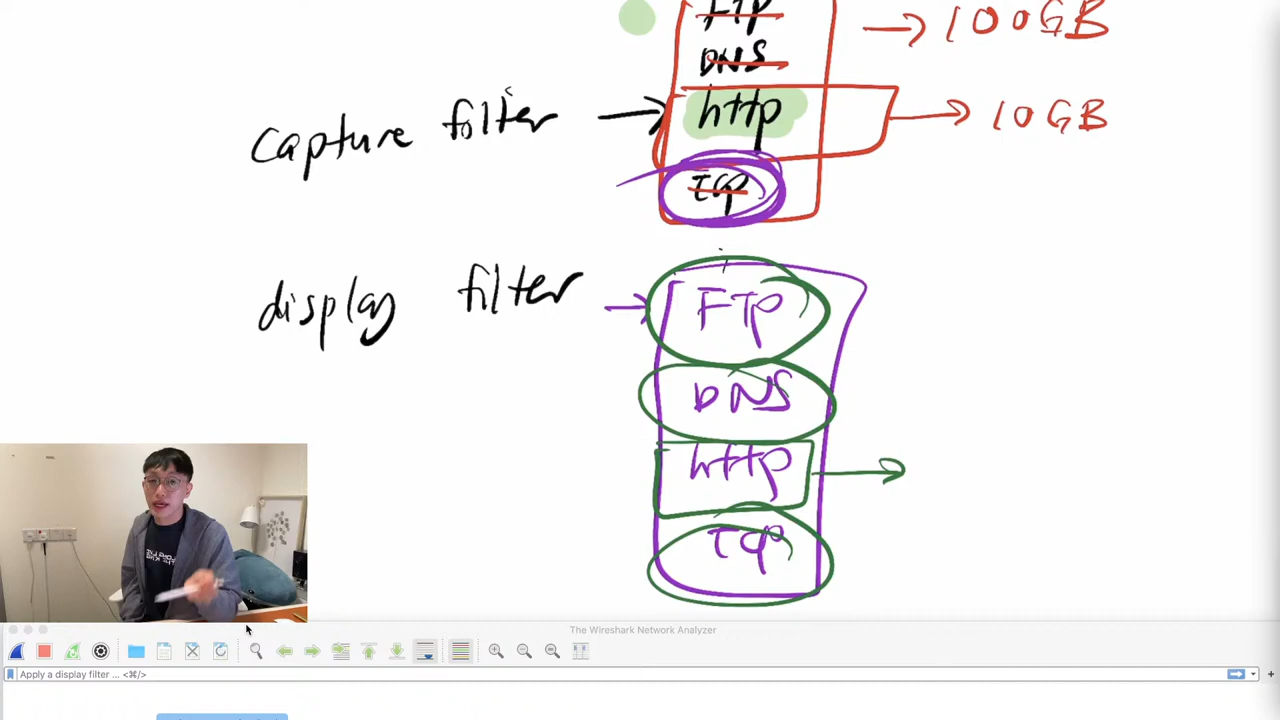 FTP
→ 100GB
DNS
capture filter → http → 10GB
TCP
display filter → FTP
DNS
http →
TCP
The Wireshark Network Analyzer
Apply a display filter ... <⌘/>